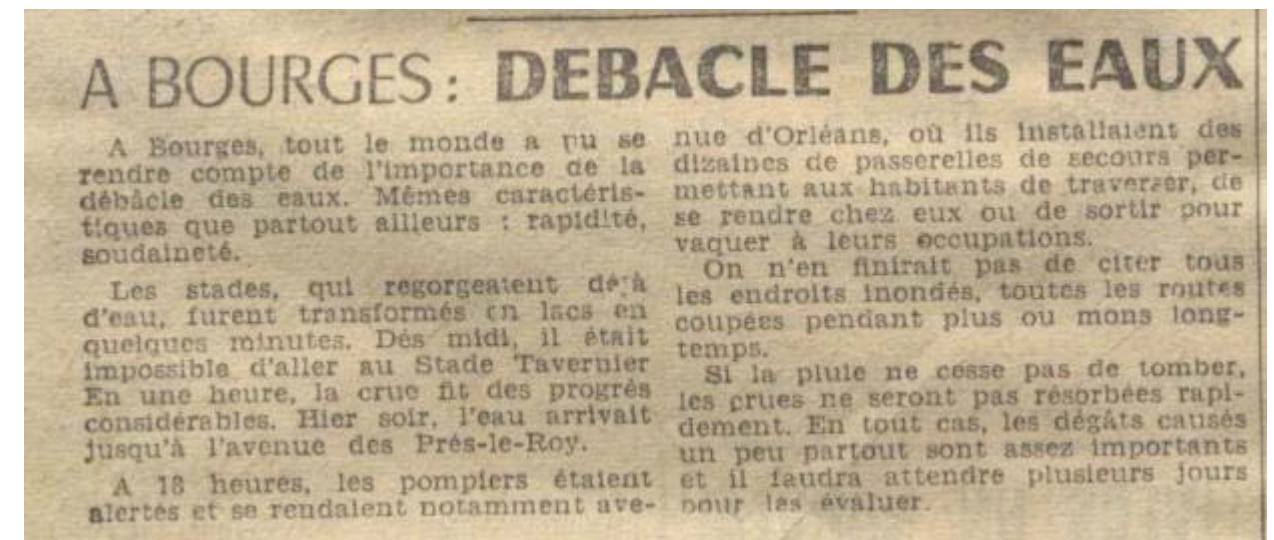 A BOURGES : DEBACLE DES EAUX
A Bourges, tout le monde a pu se
rendre compte de l'importance de la
débâcle des eaux. Mêmes caractéris-
tiques que partout ailleurs : rapidité,
soudaineté.
Les stades, qui regorgeaient déjà
d'eau, furent transformés en lacs en
quelques minutes. Dès midi, il était
impossible d'aller au Stade Tavernier
En une heure, la crue fit des progrès
considérables. Hier soir, l'eau arrivait
jusqu'à l'avenue des Prés-le-Roy.
A 18 heures, les pompiers étaient
alertés et se rendaient notamment ave-
nue d'Orléans, où ils installaient des
dizaines de passerelles de secours per-
mettant aux habitants de traverser, de
se rendre chez eux ou de sortir pour
vaquer à leurs occupations.
On n'en finirait pas de citer tous
les endroits inondés, toutes les routes
coupées pendant plus ou mons long-
temps.
Si la pluie ne cesse pas de tomber,
les crues ne seront pas résorbées rapi-
dement. En tout cas, les dégâts causés
un peu partout sont assez importants
et il faudra attendre plusieurs jours
pour les évaluer.